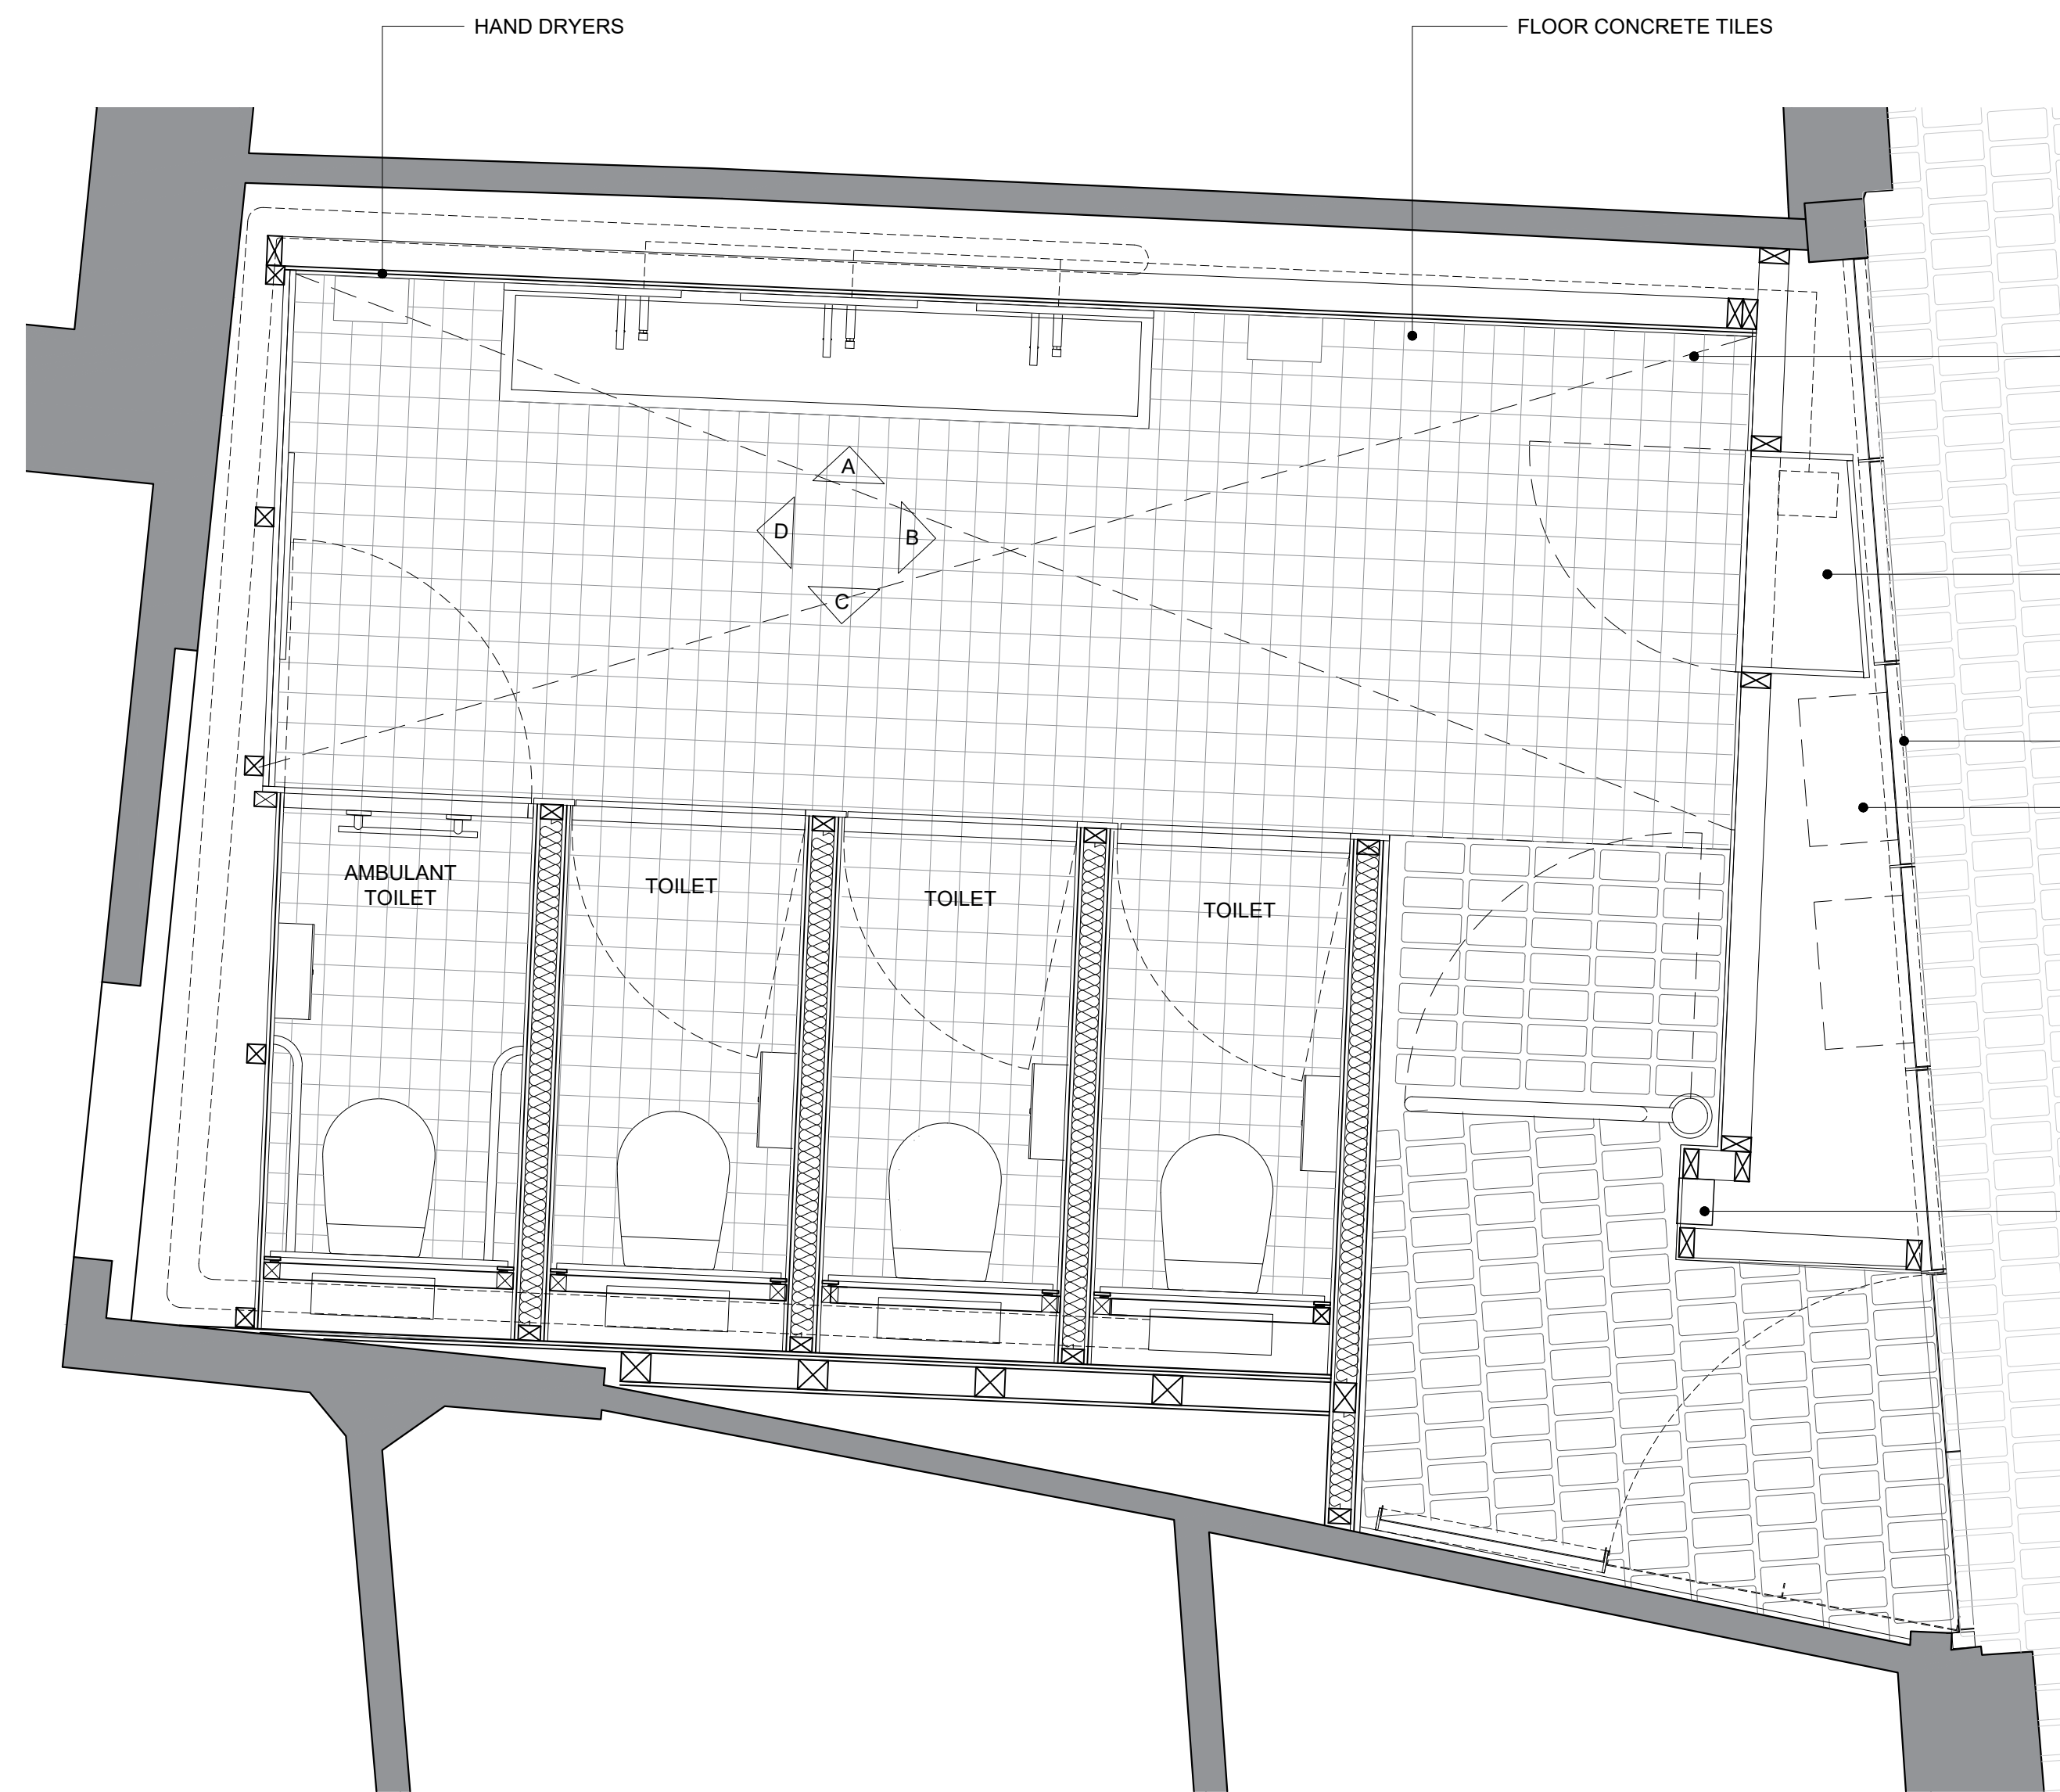 HAND DRYERS
FLOOR CONCRETE TILES
A
D
B
C
AMBULANT
TOILET
TOILET
TOILET
TOILET